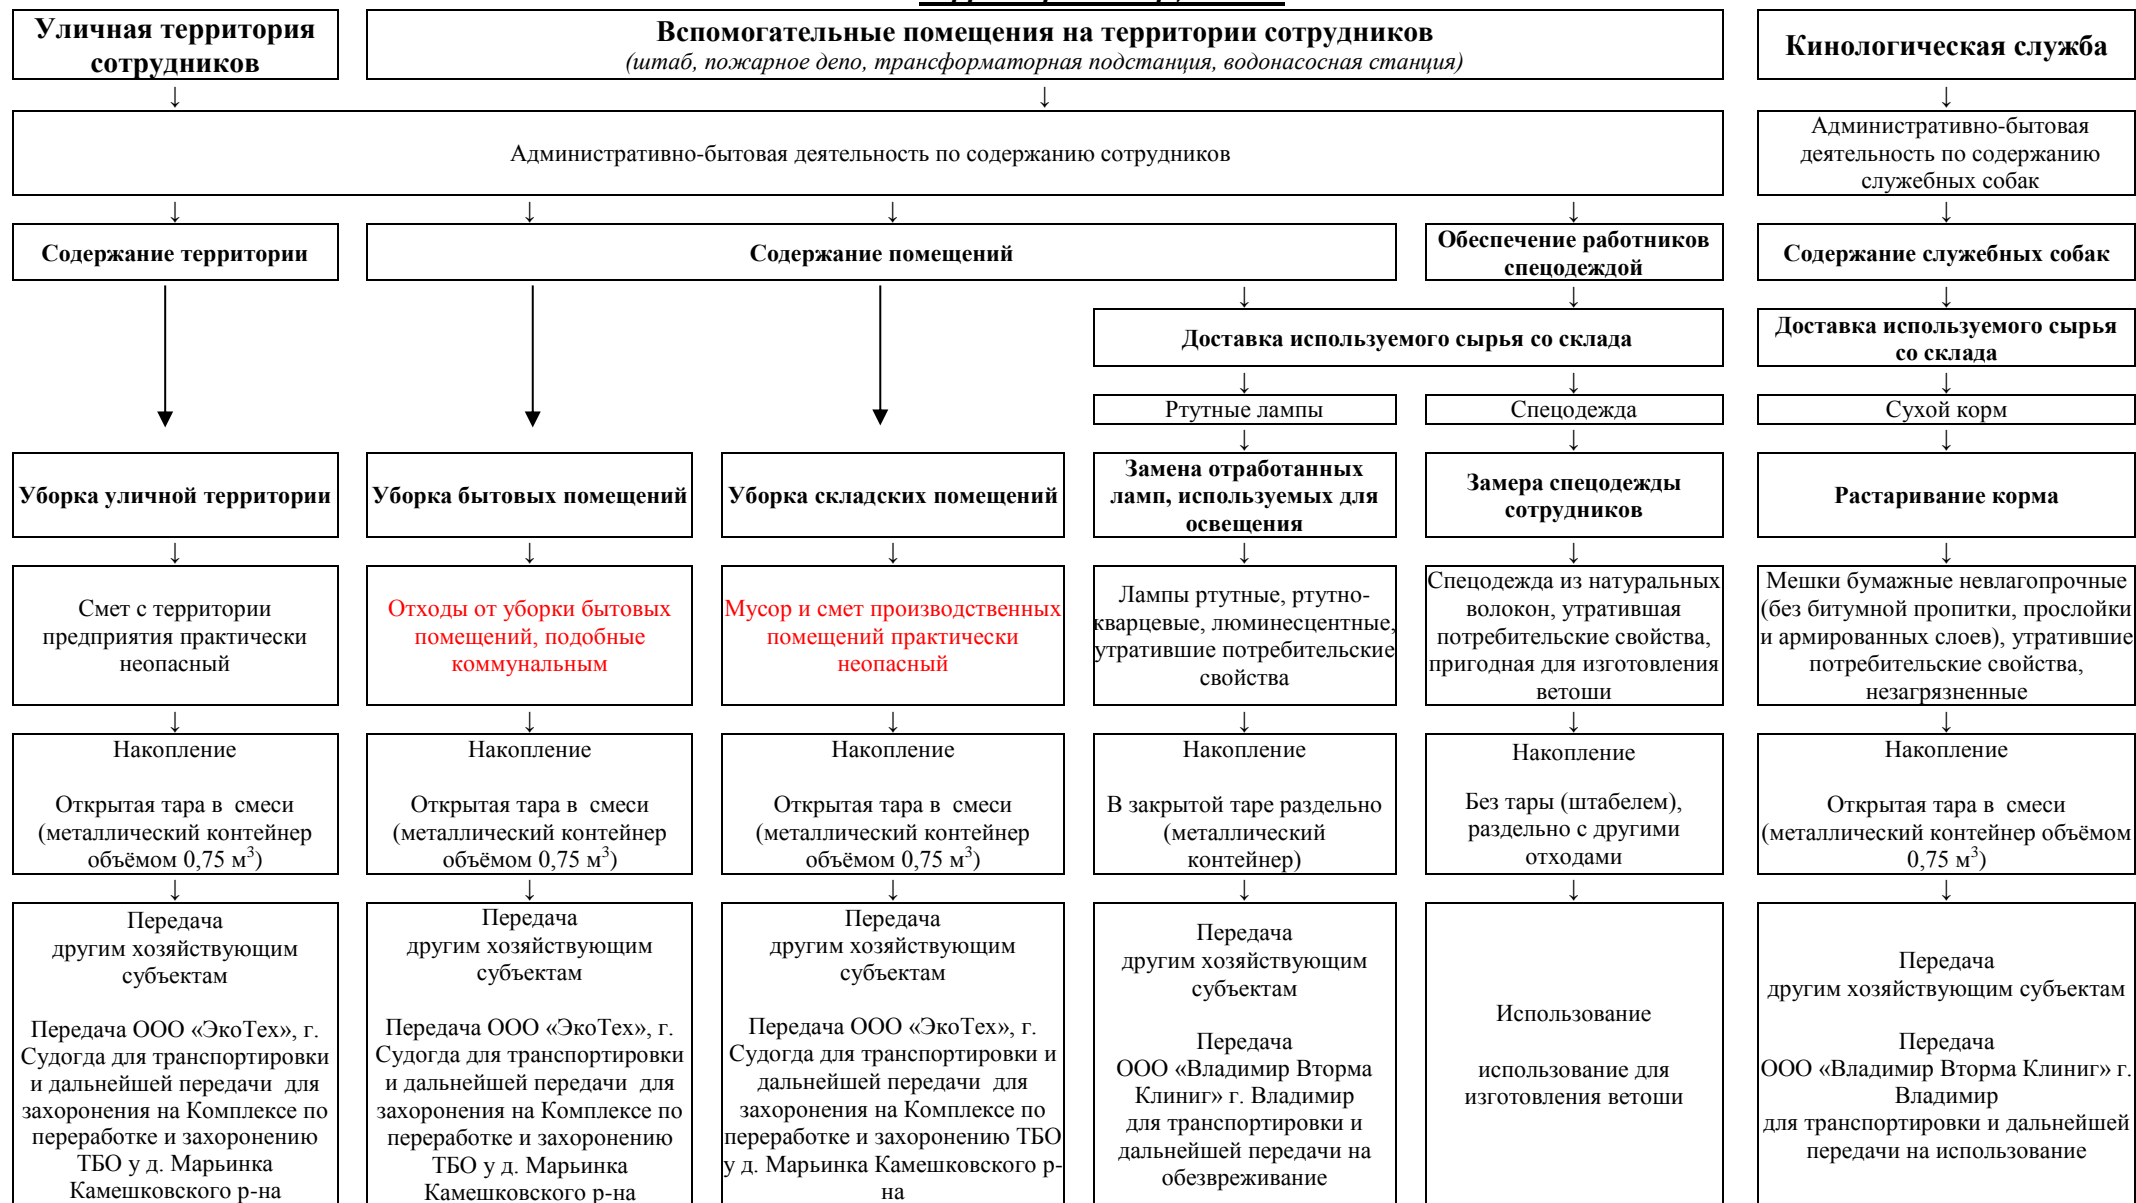 Уличная территория
сотрудников
Вспомогательные помещения на территории сотрудников
(штаб, пожарное депо, трансформаторная подстанция, водонасосная станция)
Кинологическая служба
Административно-бытовая деятельность по содержанию сотрудников
Административно-бытовая
деятельность по содержанию
служебных собак
Содержание территории
Содержание помещений
Обеспечение работников
спецодеждой
Содержание служебных собак
Доставка используемого сырья со склада
Доставка используемого сырья
со склада
Ртутные лампы
Спецодежда
Сухой корм
Уборка уличной территории
Уборка бытовых помещений
Уборка складских помещений
Замена отработанных
ламп, используемых для
освещения
Замера спецодежды
сотрудников
Растаривание корма
Смет с территории
предприятия практически
неопасный
Отходы от уборки бытовых
помещений, подобные
коммунальным
Мусор и смет производственных
помещений практически
неопасный
Лампы ртутные, ртутно-
кварцевые, люминесцентные,
утратившие потребительские
свойства
Спецодежда из натуральных
волокон, утратившая
потребительские свойства,
пригодная для изготовления
ветоши
Мешки бумажные невлагопрочные
(без битумной пропитки, прослойки
и армированных слоев), утратившие
потребительские свойства,
незагрязненные
Накопление
Открытая тара в смеси
(металлический контейнер
объёмом 0,75 м³)
Накопление
Открытая тара в смеси
(металлический контейнер
объёмом 0,75 м³)
Накопление
Открытая тара в смеси
(металлический контейнер
объёмом 0,75 м³)
Накопление
В закрытой таре раздельно
(металлический
контейнер)
Накопление
Без тары (штабелем),
раздельно с другими
отходами
Накопление
Открытая тара в смеси
(металлический контейнер объёмом
0,75 м³)
Передача
другим хозяйствующим
субъектам
Передача ООО «ЭкоТех», г.
Судогда для транспортировки
и дальнейшей передачи для
захоронения на Комплексе по
переработке и захоронению
ТБО у д. Марьинка
Камешковского р-на
Передача
другим хозяйствующим
субъектам
Передача ООО «ЭкоТех», г.
Судогда для транспортировки
и дальнейшей передачи для
захоронения на Комплексе по
переработке и захоронению
ТБО у д. Марьинка
Камешковского р-на
Передача
другим хозяйствующим
субъектам
Передача ООО «ЭкоТех», г.
Судогда для транспортировки и
дальнейшей передачи для
захоронения на Комплексе по
переработке и захоронению ТБО
у д. Марьинка Камешковского р-
на
Передача
другим хозяйствующим
субъектам
Передача
ООО «Владимир Вторма
Клиниг» г. Владимир
для транспортировки и
дальнейшей передачи на
обезвреживание
Использование
использование для
изготовления ветоши
Передача
другим хозяйствующим субъектам
Передача
ООО «Владимир Вторма Клиниг» г.
Владимир
для транспортировки и дальнейшей
передачи на использование